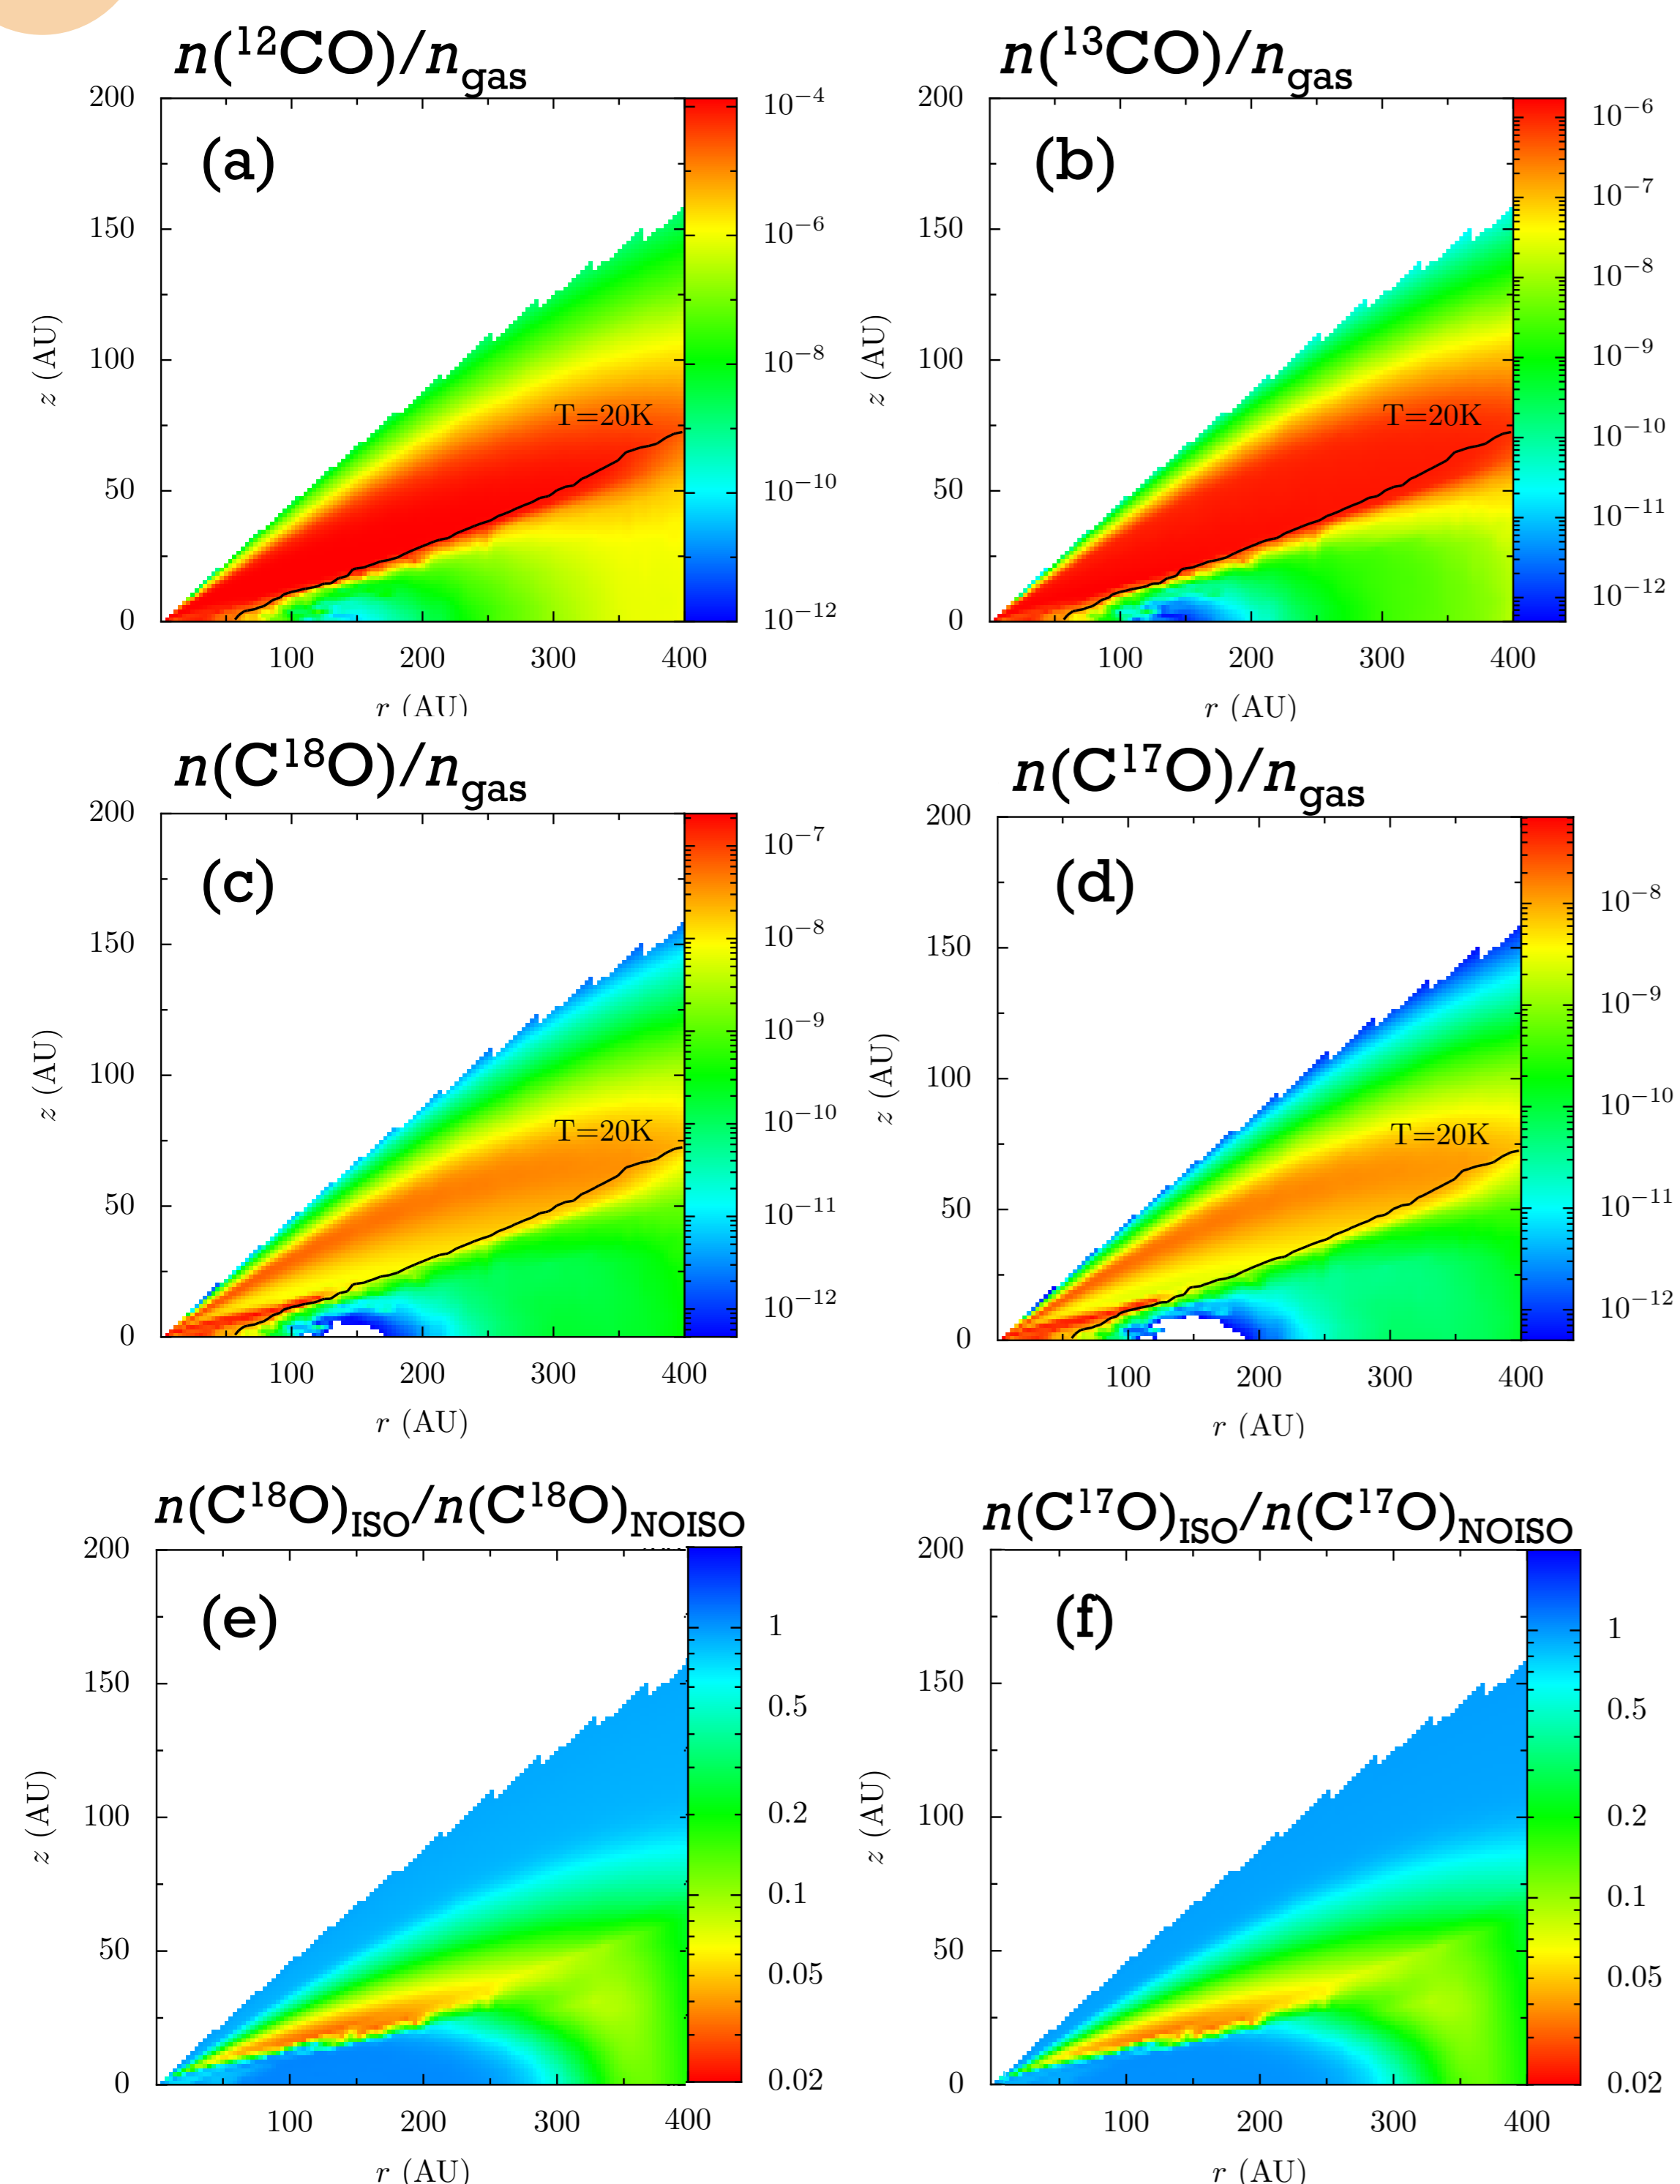 n(¹²CO)/n_gas
200
150
100
50
0
z (AU)
(a)
T=20K
100 200 300 400
r (AU)
10⁻⁴
10⁻⁶
10⁻⁸
10⁻¹⁰
10⁻¹²
n(¹³CO)/n_gas
200
150
100
50
0
z (AU)
(b)
T=20K
100 200 300 400
r (AU)
10⁻⁶
10⁻⁷
10⁻⁸
10⁻⁹
10⁻¹⁰
10⁻¹¹
10⁻¹²
n(C¹⁸O)/n_gas
200
150
100
50
0
z (AU)
(c)
T=20K
100 200 300 400
r (AU)
10⁻⁷
10⁻⁸
10⁻⁹
10⁻¹⁰
10⁻¹¹
10⁻¹²
n(C¹⁷O)/n_gas
200
150
100
50
0
z (AU)
(d)
T=20K
100 200 300 400
r (AU)
10⁻⁸
10⁻⁹
10⁻¹⁰
10⁻¹¹
10⁻¹²
n(C¹⁸O)_ISO/n(C¹⁸O)_NOISO
200
150
100
50
0
z (AU)
(e)
100 200 300 400
r (AU)
1
0.5
0.2
0.1
0.05
0.02
n(C¹⁷O)_ISO/n(C¹⁷O)_NOISO
200
150
100
50
0
z (AU)
(f)
100 200 300 400
r (AU)
1
0.5
0.2
0.1
0.05
0.02